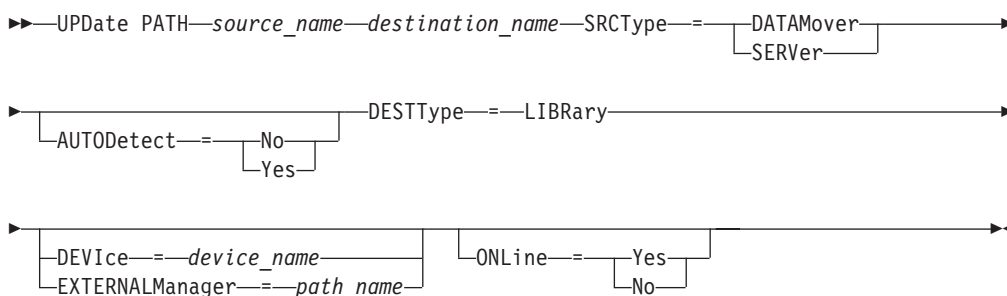 UPDate PATH source_name destination_name SRCType = DATAMover
SERVer
AUTODetect = No
Yes
DESTType = LIBRary
DEVIce = device_name
EXTERNALManager = path_name
ONLine = Yes
No